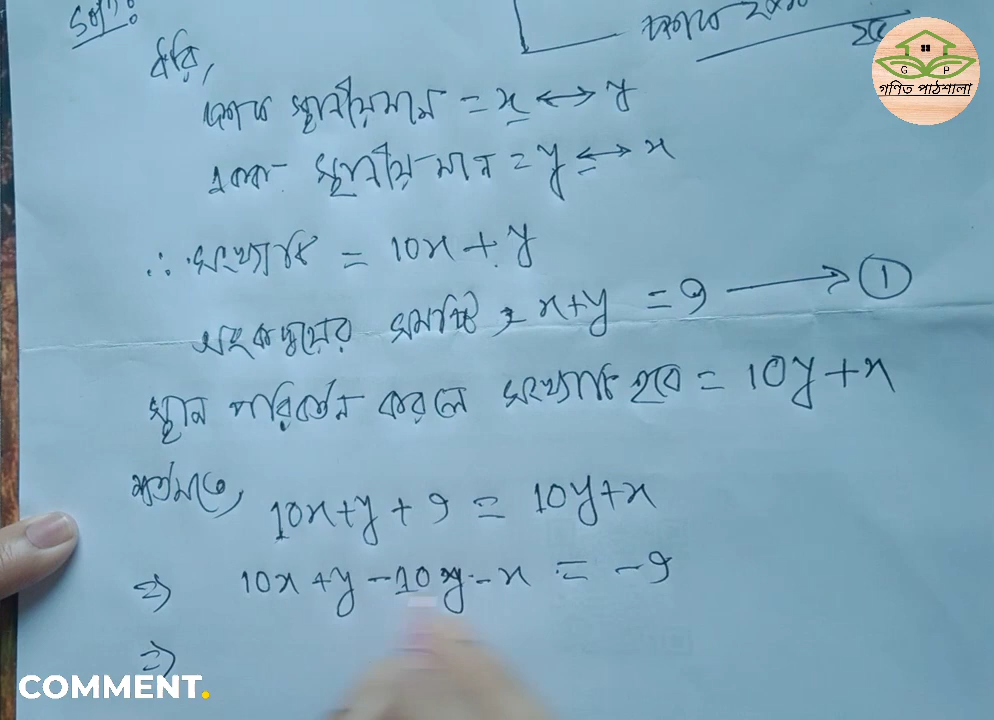 Soln:
ধরি,
দশক স্থানীয় মান = x ↔ y
একক স্থানীয় মান = y ↔ x
∴ সংখ্যাটি = 10x + y
অংকদ্বয়ের সমষ্টি, x+y = 9 ⟶ ①
স্থান পরিবর্তন করলে সংখ্যাটি হবে = 10y + x
শর্তমতে,
10x+y + 9 = 10y+x
⇒ 10x + y - 10y - x = -9
⇒
G P
গণিত পাঠশালা
COMMENT.